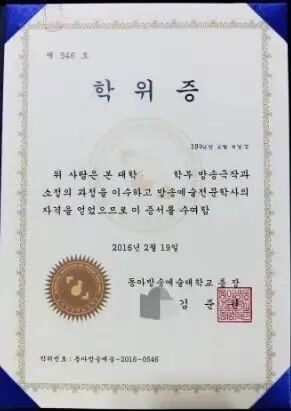 제 546 호
학위증
위 사람은 본 대학 학부 방송극작과
소정의 과정을 이수하고 방송예술전문학사의
자격을 얻었으므로 이 증서를 수여함
2016년 2월 19일
동아방송예술대학교 총장
김 준
학위번호: 동아방송예술-2016-0546